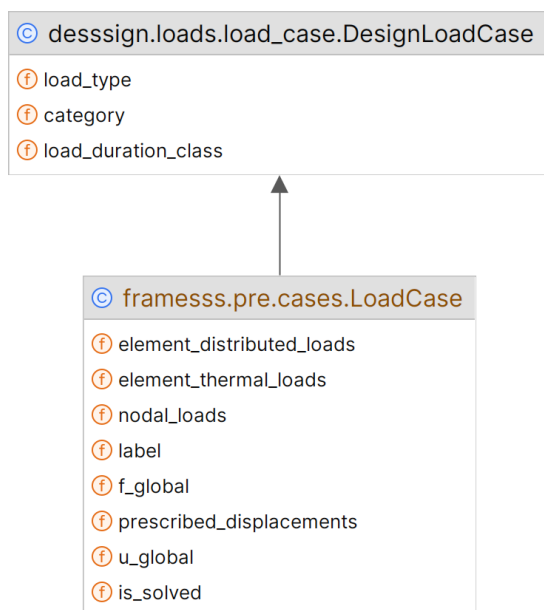 © desssign.loads.load_case.DesignLoadCase
f load_type
f category
f load_duration_class
© framesss.pre.cases.LoadCase
f element_distributed_loads
f element_thermal_loads
f nodal_loads
f label
f f_global
f prescribed_displacements
f u_global
f is_solved